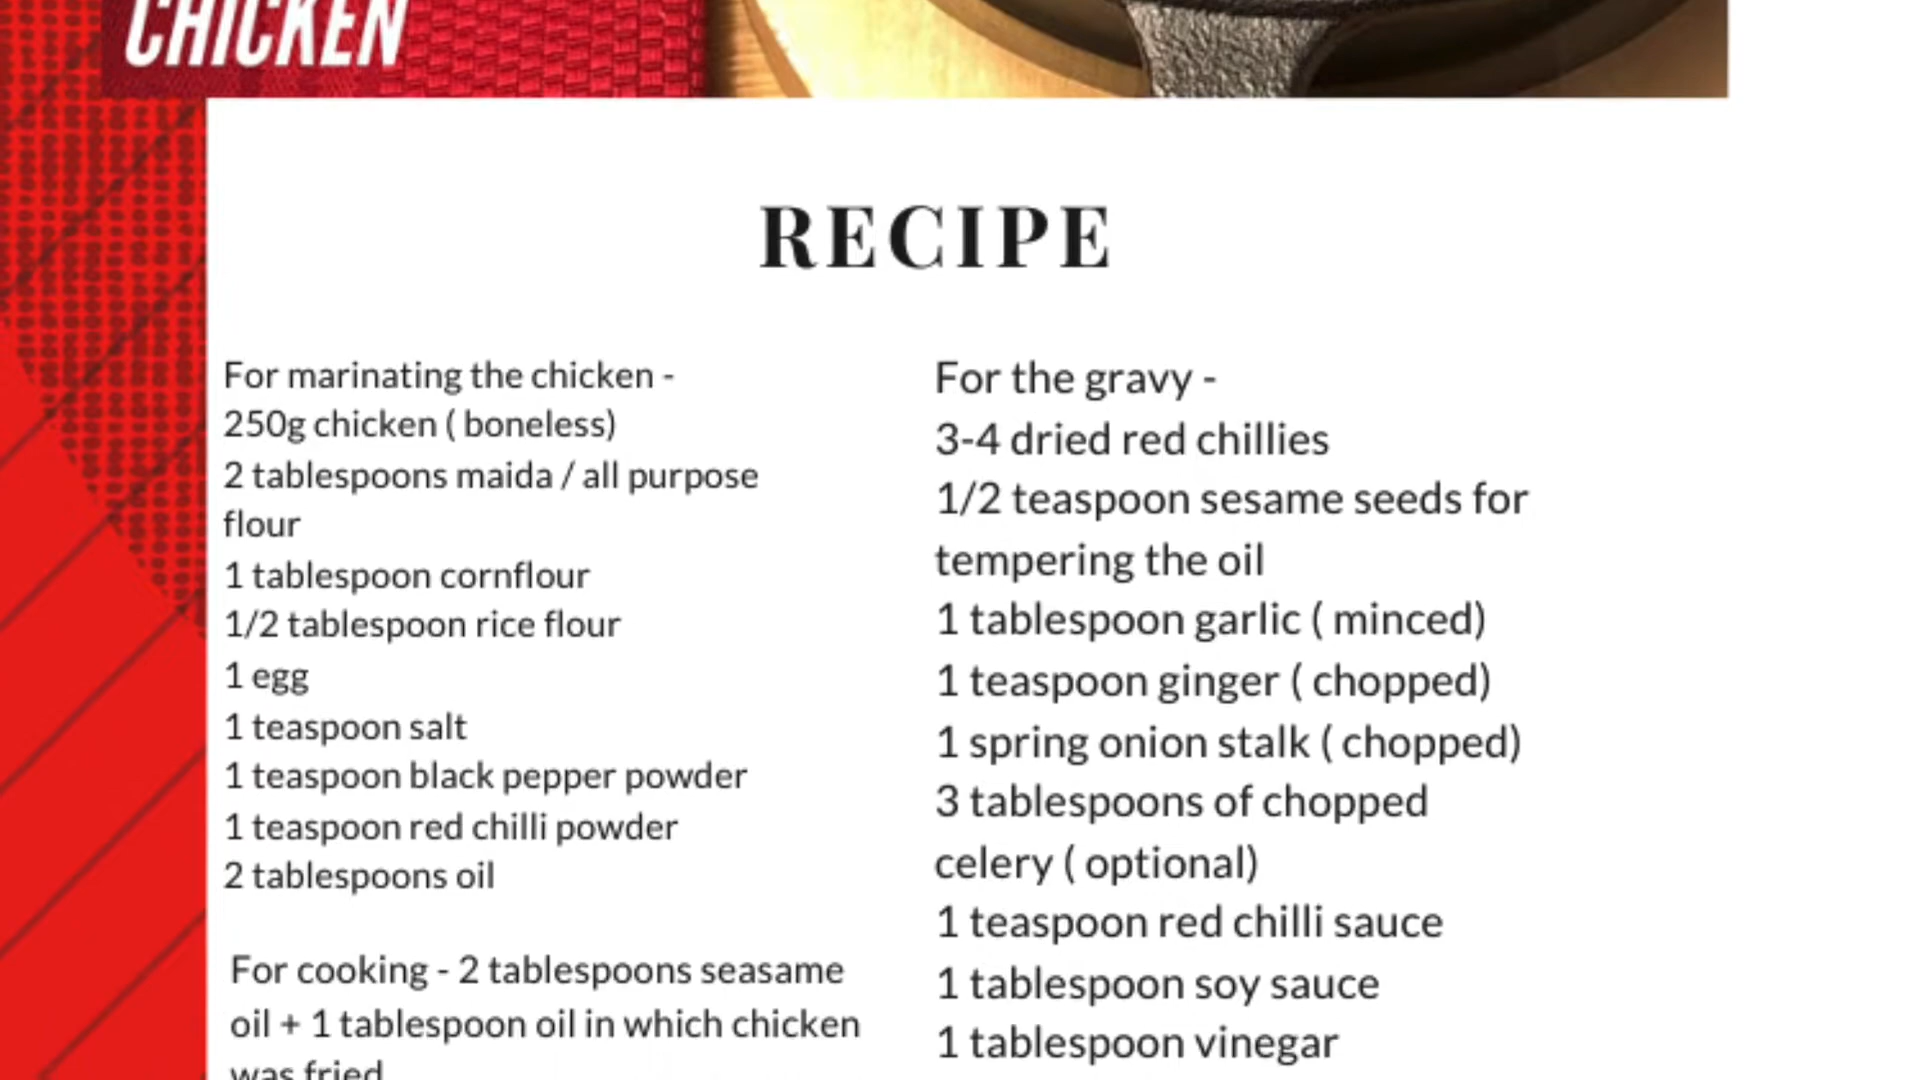 CHICKEN
RECIPE
For marinating the chicken -
250g chicken ( boneless)
2 tablespoons maida / all purpose
flour
1 tablespoon cornflour
1/2 tablespoon rice flour
1 egg
1 teaspoon salt
1 teaspoon black pepper powder
1 teaspoon red chilli powder
2 tablespoons oil
For cooking - 2 tablespoons seasame
oil + 1 tablespoon oil in which chicken
was fried
For the gravy -
3-4 dried red chillies
1/2 teaspoon sesame seeds for
tempering the oil
1 tablespoon garlic ( minced)
1 teaspoon ginger ( chopped)
1 spring onion stalk ( chopped)
3 tablespoons of chopped
celery ( optional)
1 teaspoon red chilli sauce
1 tablespoon soy sauce
1 tablespoon vinegar